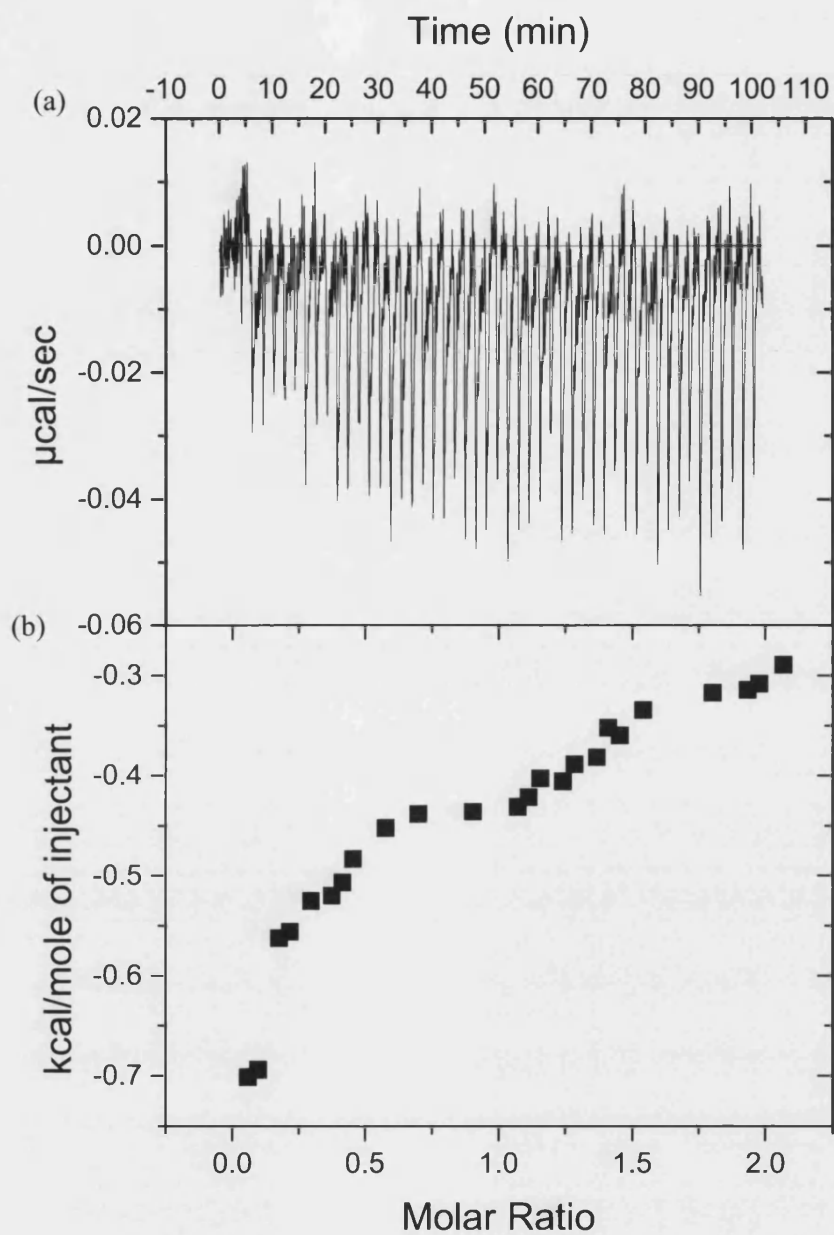 Time (min)
-10 0 10 20 30 40 50 60 70 80 90 100 110
(a)
0.02
0.00
-0.02
-0.04
-0.06
μcal/sec
(b)
-0.3
-0.4
-0.5
-0.6
-0.7
kcal/mole of injectant
0.0 0.5 1.0 1.5 2.0
Molar Ratio